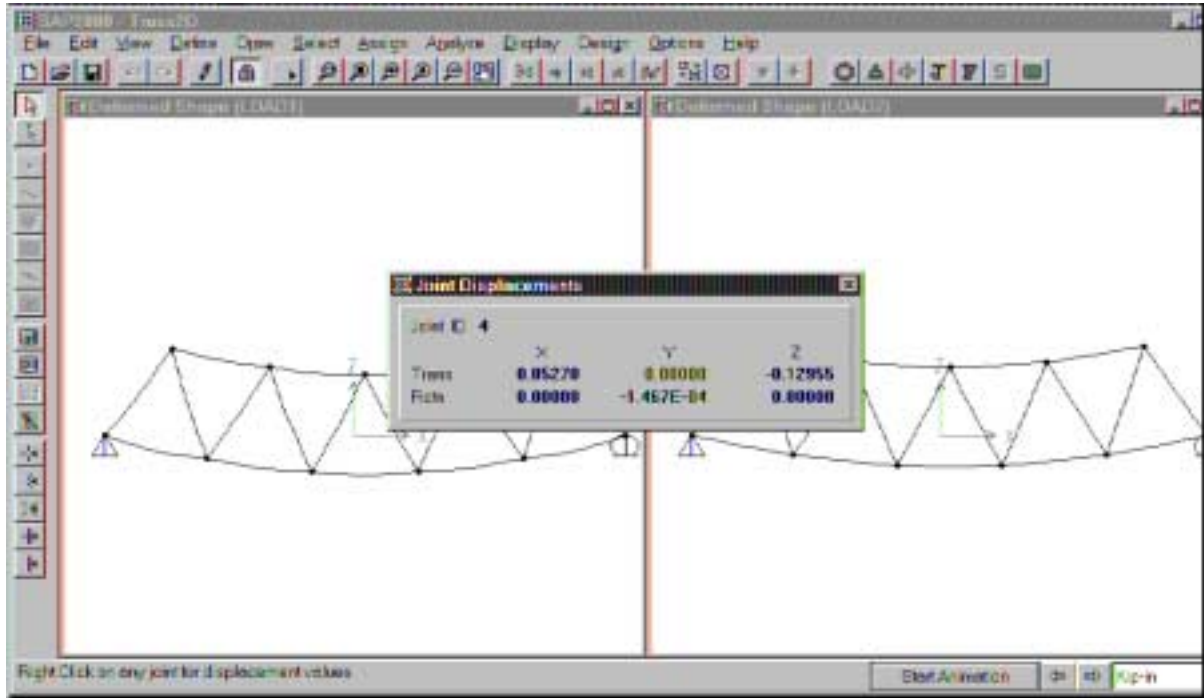 SAP2000 - Truss2D
File Edit View Define Draw Select Assign Analyze Display Design Options Help
Deformed Shape (LOAD1)
Deformed Shape (LOAD2)
Joint Displacements
Joint ID 4
X Y Z
Trans 0.05270 0.00000 -0.12955
Rotn 0.00000 -1.467E-04 0.00000
Z
Z
X
Right Click on any joint for displacement values
Start Animation
Kip-in